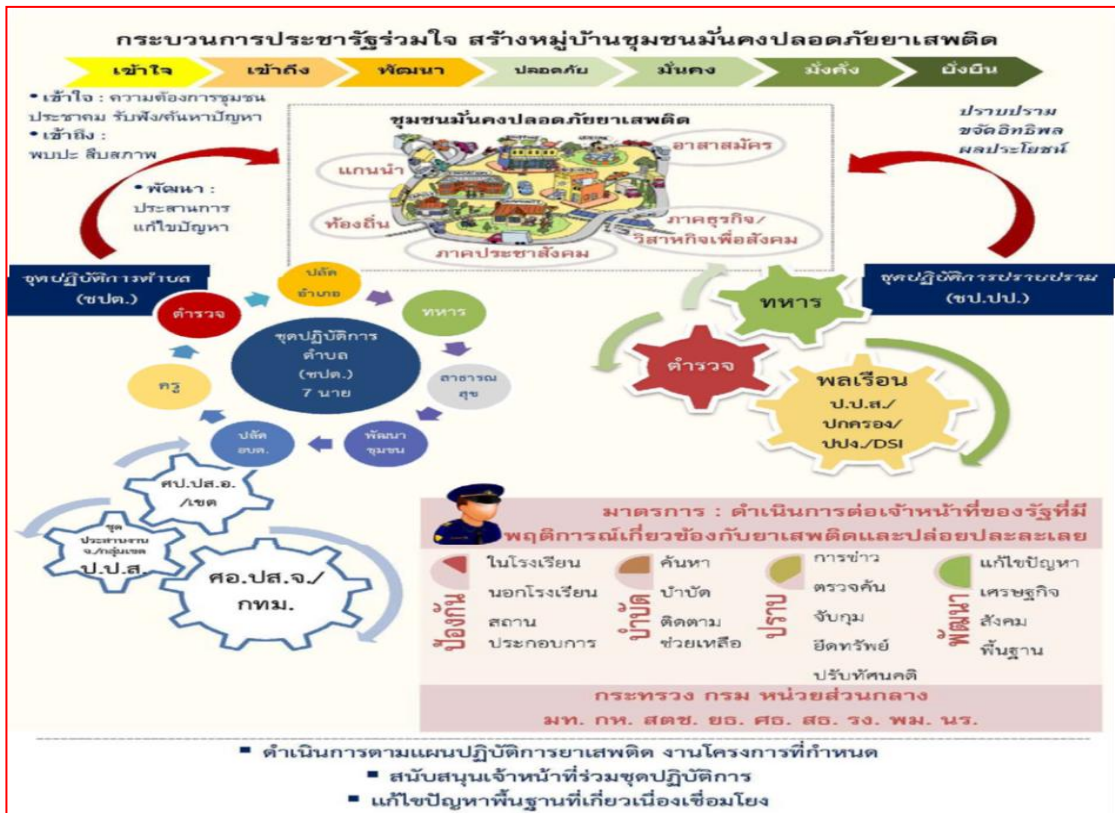 กระบวนการประชารัฐร่วมใจ สร้างหมู่บ้านชุมชนมั่นคงปลอดภัยยาเสพติด
เข้าใจ
เข้าถึง
พัฒนา
ปลอดภัย
มั่นคง
มั่งคั่ง
ยั่งยืน
• เข้าใจ : ความต้องการชุมชน
ประชาคม รับฟัง/ค้นหาปัญหา
• เข้าถึง :
พบปะ สืบสภาพ
• พัฒนา :
ประสานการ
แก้ไขปัญหา
ชุมชนมั่นคงปลอดภัยยาเสพติด
แกนนำ
อาสาสมัคร
ท้องถิ่น
ภาคธุรกิจ/
วิสาหกิจเพื่อสังคม
ภาคประชาสังคม
ปราบปราม
ขจัดอิทธิพล
ผลประโยชน์
ชุดปฏิบัติการตำบล
(ชปต.)
ชุดปฏิบัติการปราบปราม
(ชป.ปป.)
ปลัด
อำเภอ
ตำรวจ
ทหาร
ชุดปฏิบัติการ
ตำบล
(ชปต.)
7 นาย
ครู
สาธารณ
สุข
ปลัด
อบต.
พัฒนา
ชุมชน
ทหาร
ตำรวจ
พลเรือน
ป.ป.ส./
ปกครอง/
ปปง./DSI
ศป.ปส.อ.
/เขต
ชุด
ประสานงาน
จ./กลุ่มเขต
ป.ป.ส.
ศอ.ปส.จ./
กทม.
มาตรการ : ดำเนินการต่อเจ้าหน้าที่ของรัฐที่มี
พฤติการณ์เกี่ยวข้องกับยาเสพติดและปล่อยปละละเลย
ป้องกัน
ในโรงเรียน
นอกโรงเรียน
สถาน
ประกอบการ
บำบัด
ค้นหา
บำบัด
ติดตาม
ช่วยเหลือ
ปราบ
การข่าว
ตรวจค้น
จับกุม
ยึดทรัพย์
ปรับทัศนคติ
พัฒนา
แก้ไขปัญหา
เศรษฐกิจ
สังคม
พื้นฐาน
กระทรวง กรม หน่วยส่วนกลาง
มท. กห. สตช. ยธ. ศธ. สธ. รง. พม. นร.
▪ ดำเนินการตามแผนปฏิบัติการยาเสพติด งานโครงการที่กำหนด
▪ สนับสนุนเจ้าหน้าที่ร่วมชุดปฏิบัติการ
▪ แก้ไขปัญหาพื้นฐานที่เกี่ยวเนื่องเชื่อมโยง